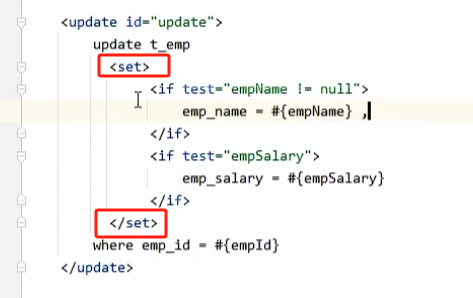 <update id="update">
update t_emp
<set>
<if test="empName != null">
emp_name = #{empName} ,
</if>
<if test="empSalary">
emp_salary = #{empSalary}
</if>
</set>
where emp_id = #{empId}
</update>